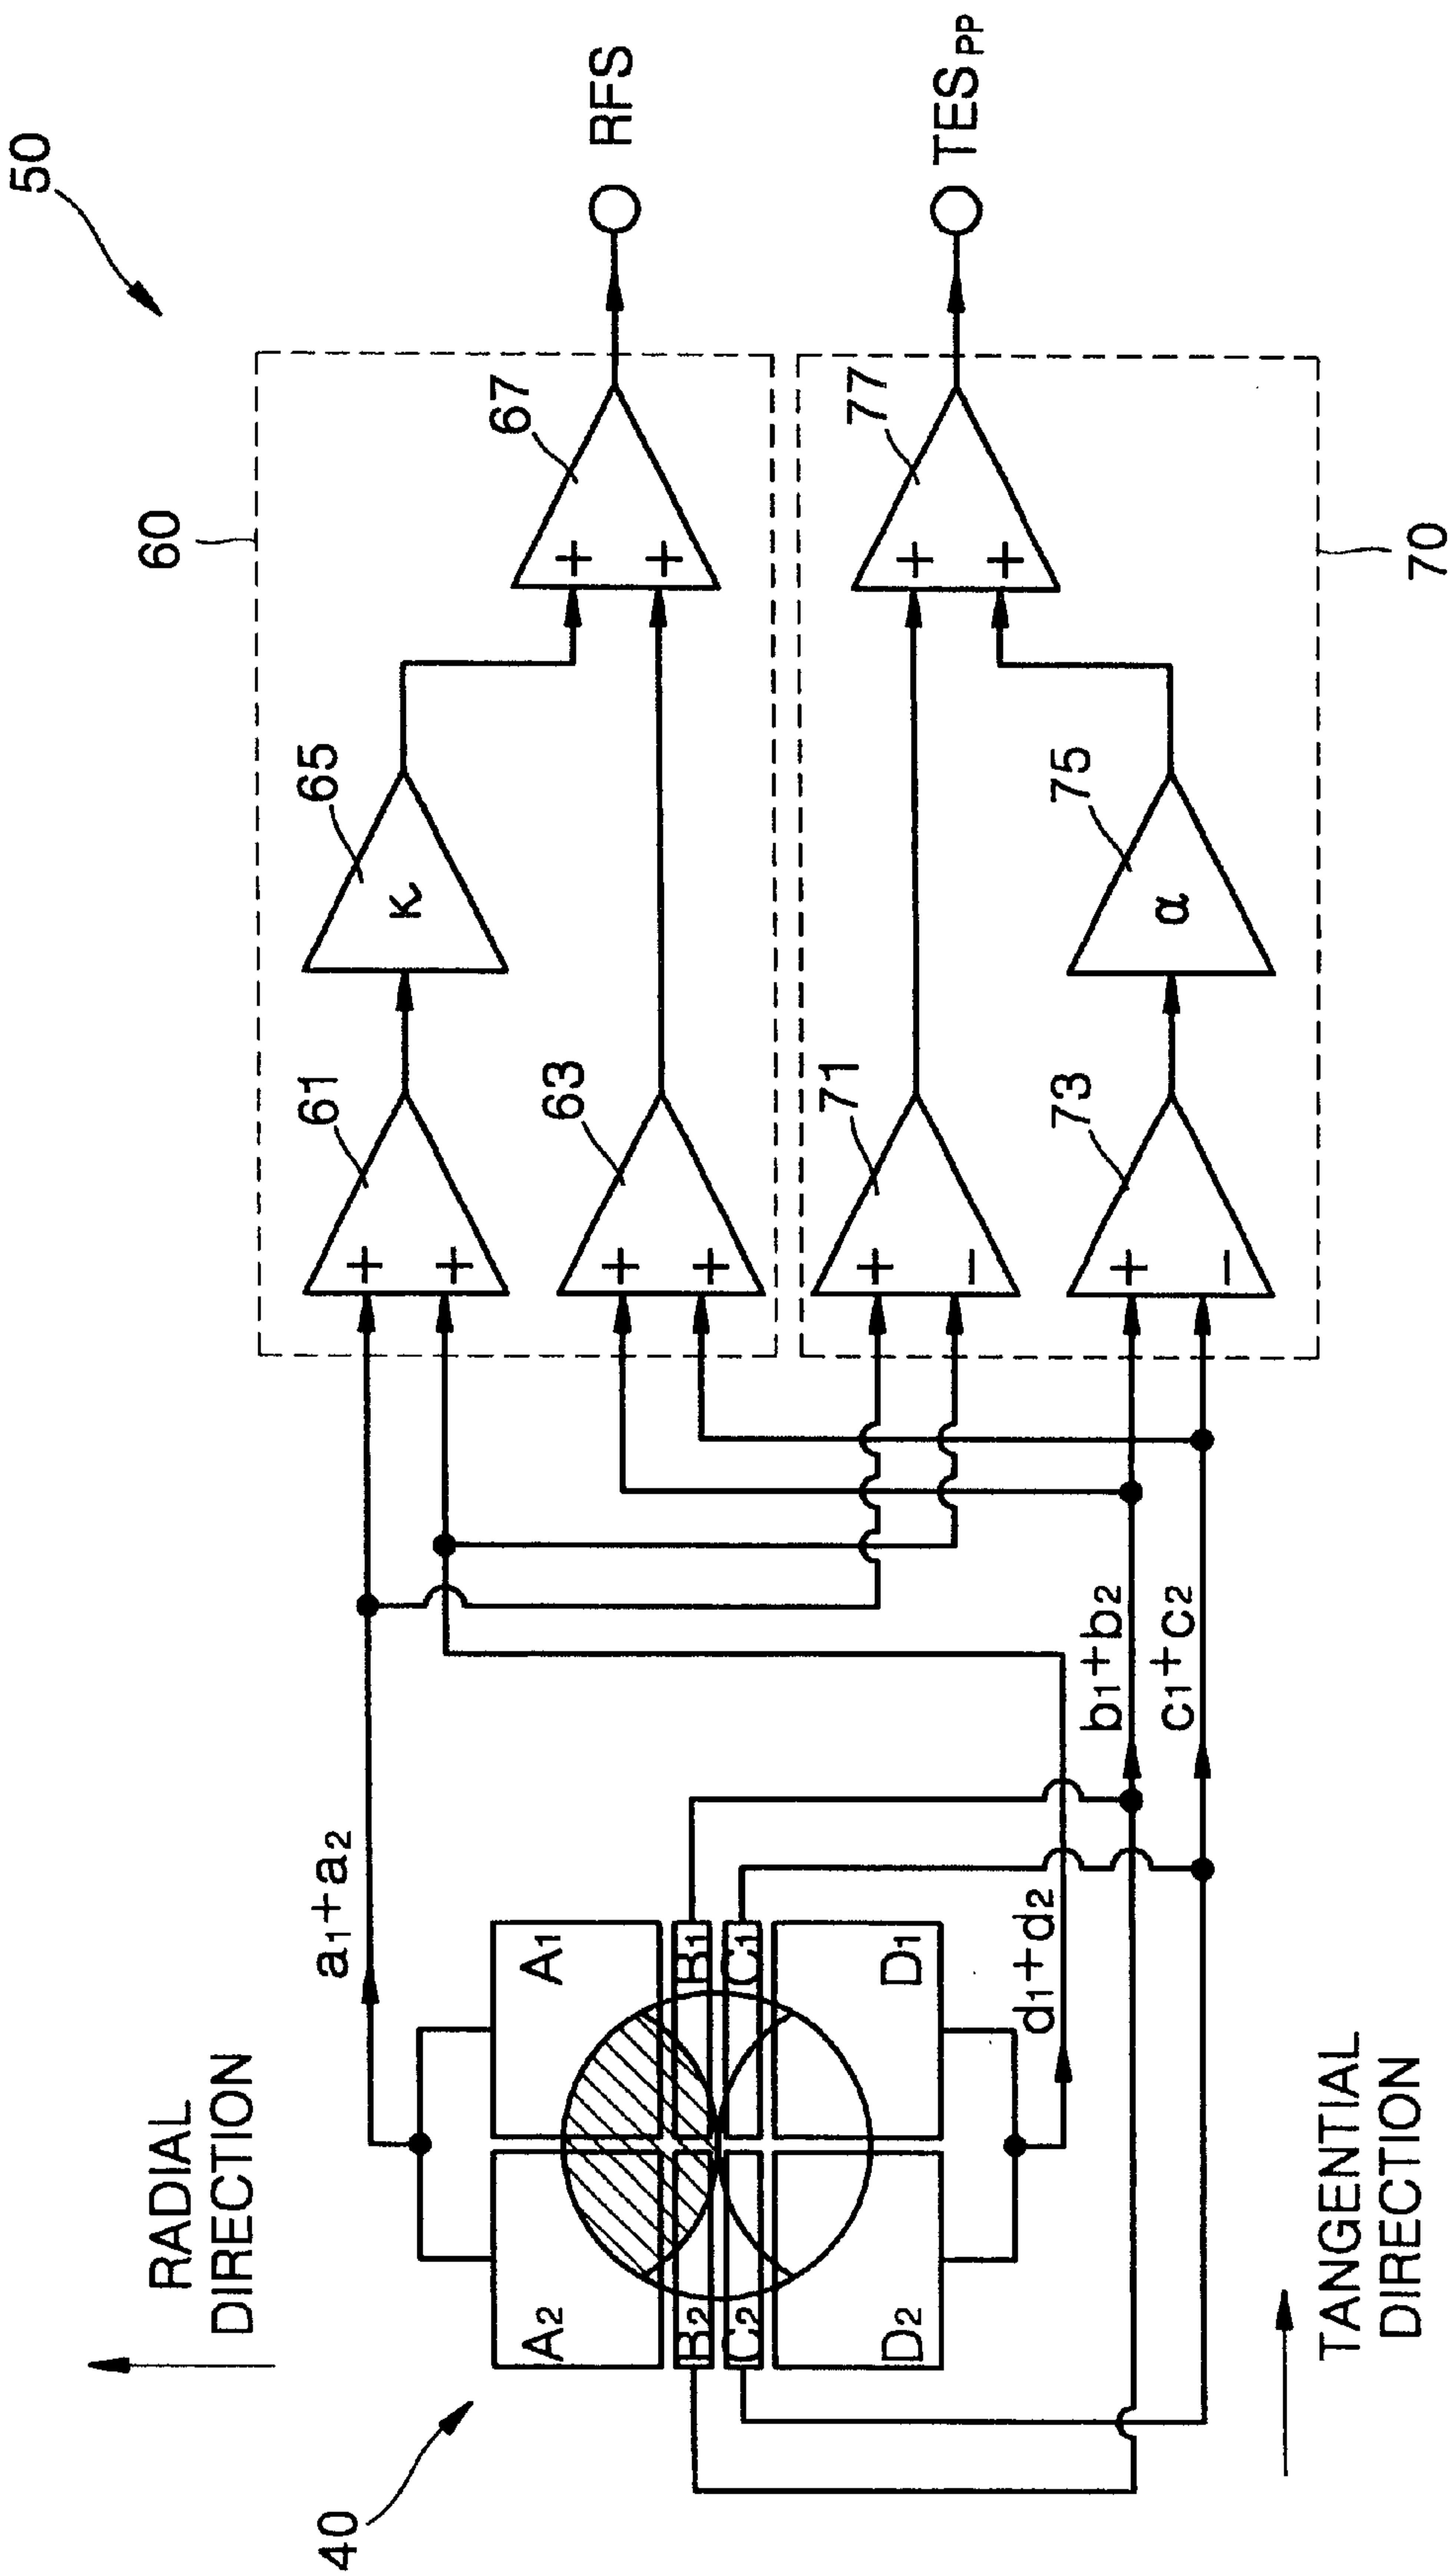 50
RADIAL
DIRECTION
60
a1+a2
61
65
67
RFS
κ
+
+
+
+
63
+
+
40
A2
A1
B2
B1
C2
C1
D2
D1
d1+d2
71
77
TESPP
+
−
+
+
b1+b2
c1+c2
73
75
α
+
−
70
TANGENTIAL
DIRECTION